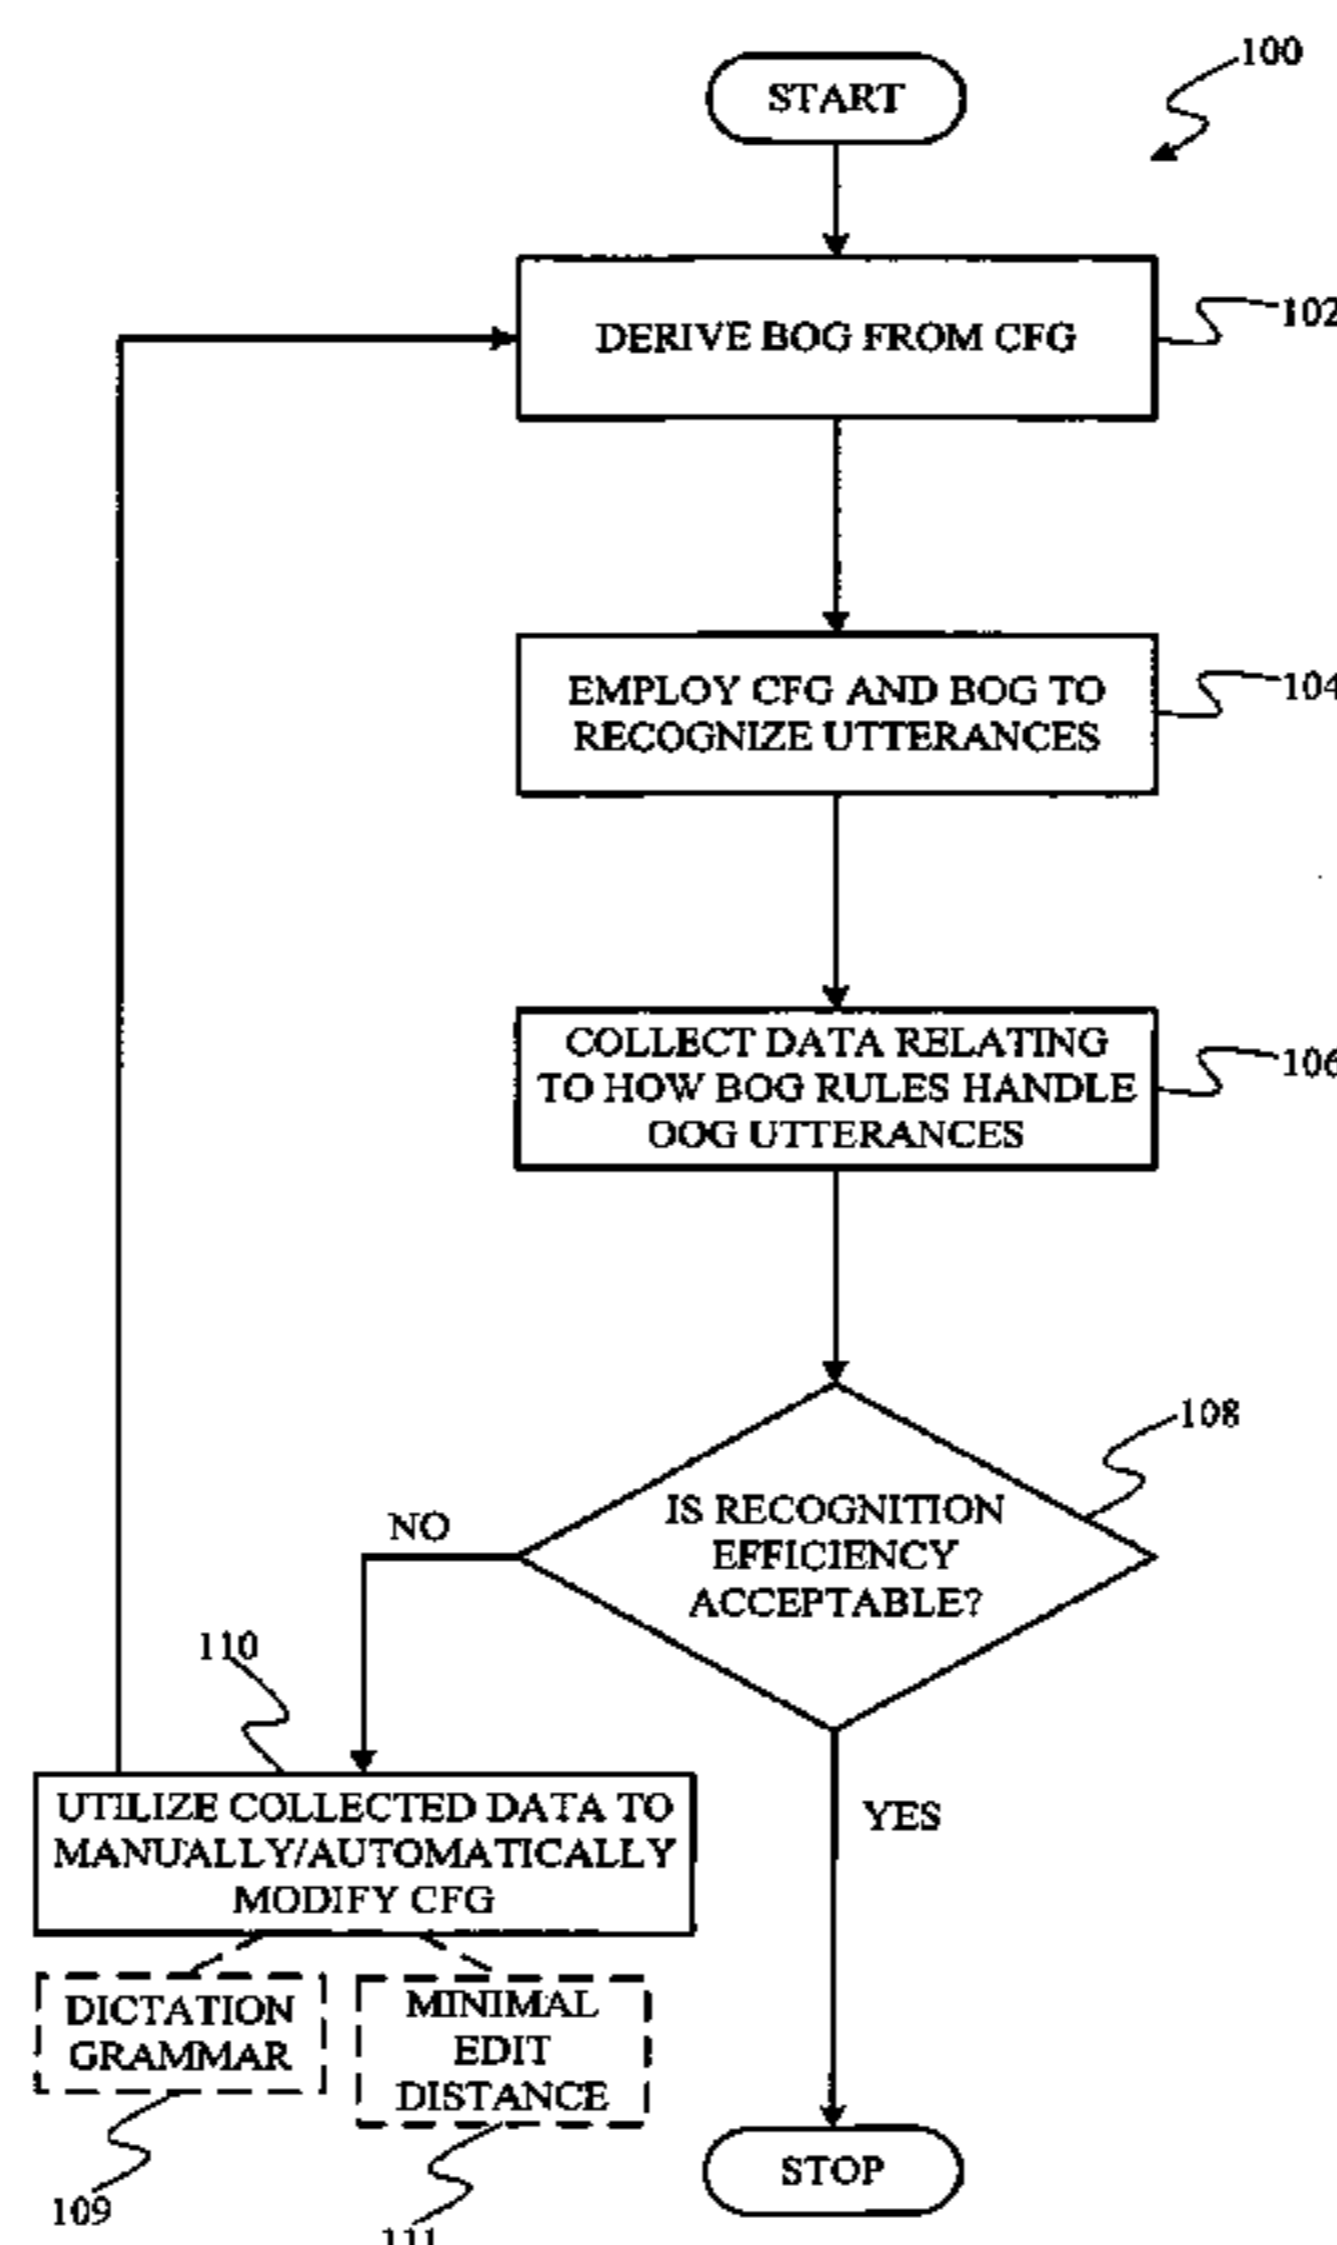 100
START
DERIVE BOG FROM CFG
102
EMPLOY CFG AND BOG TO
RECOGNIZE UTTERANCES
104
COLLECT DATA RELATING
TO HOW BOG RULES HANDLE
OOG UTTERANCES
106
108
IS RECOGNITION
EFFICIENCY
ACCEPTABLE?
NO
110
UTILIZE COLLECTED DATA TO
MANUALLY/AUTOMATICALLY
MODIFY CFG
YES
DICTATION
GRAMMAR
MINIMAL
EDIT
DISTANCE
STOP
109
111